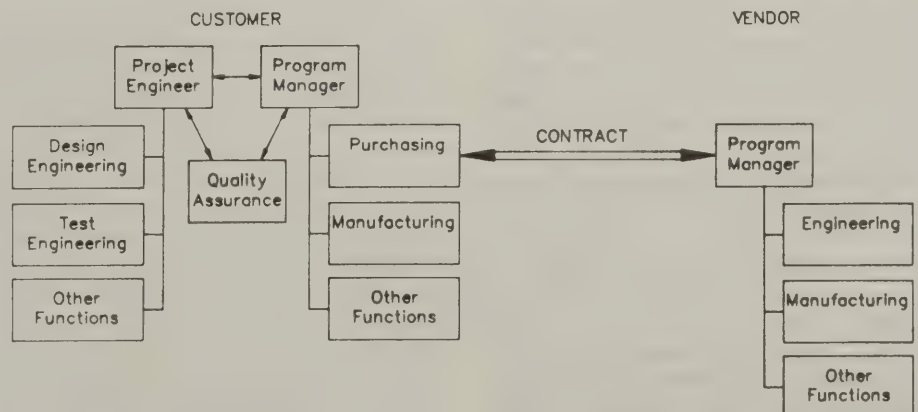 CUSTOMER
VENDOR
Project
Engineer
Program
Manager
Design
Engineering
Quality
Assurance
Purchasing
CONTRACT
Program
Manager
Test
Engineering
Manufacturing
Engineering
Other
Functions
Other
Functions
Manufacturing
Other
Functions